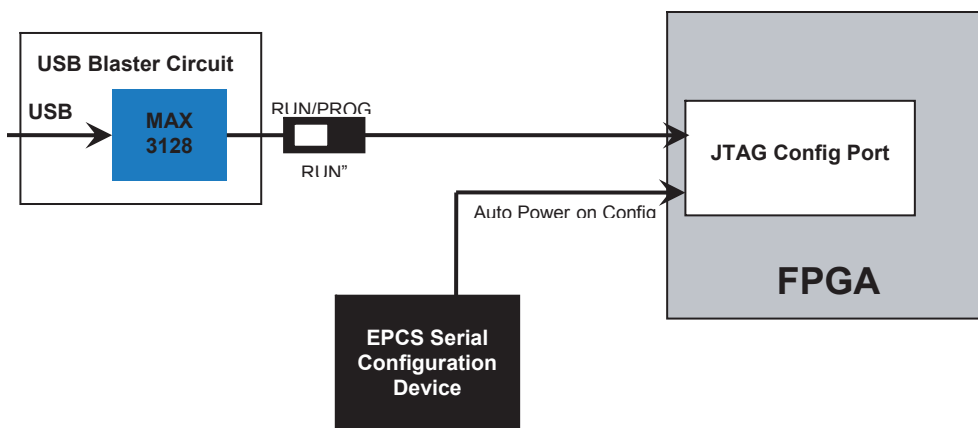 USB Blaster Circuit
USB
MAX
3128
RUN/PROG
RUN”
JTAG Config Port
Auto Power on Config
FPGA
EPCS Serial
Configuration
Device